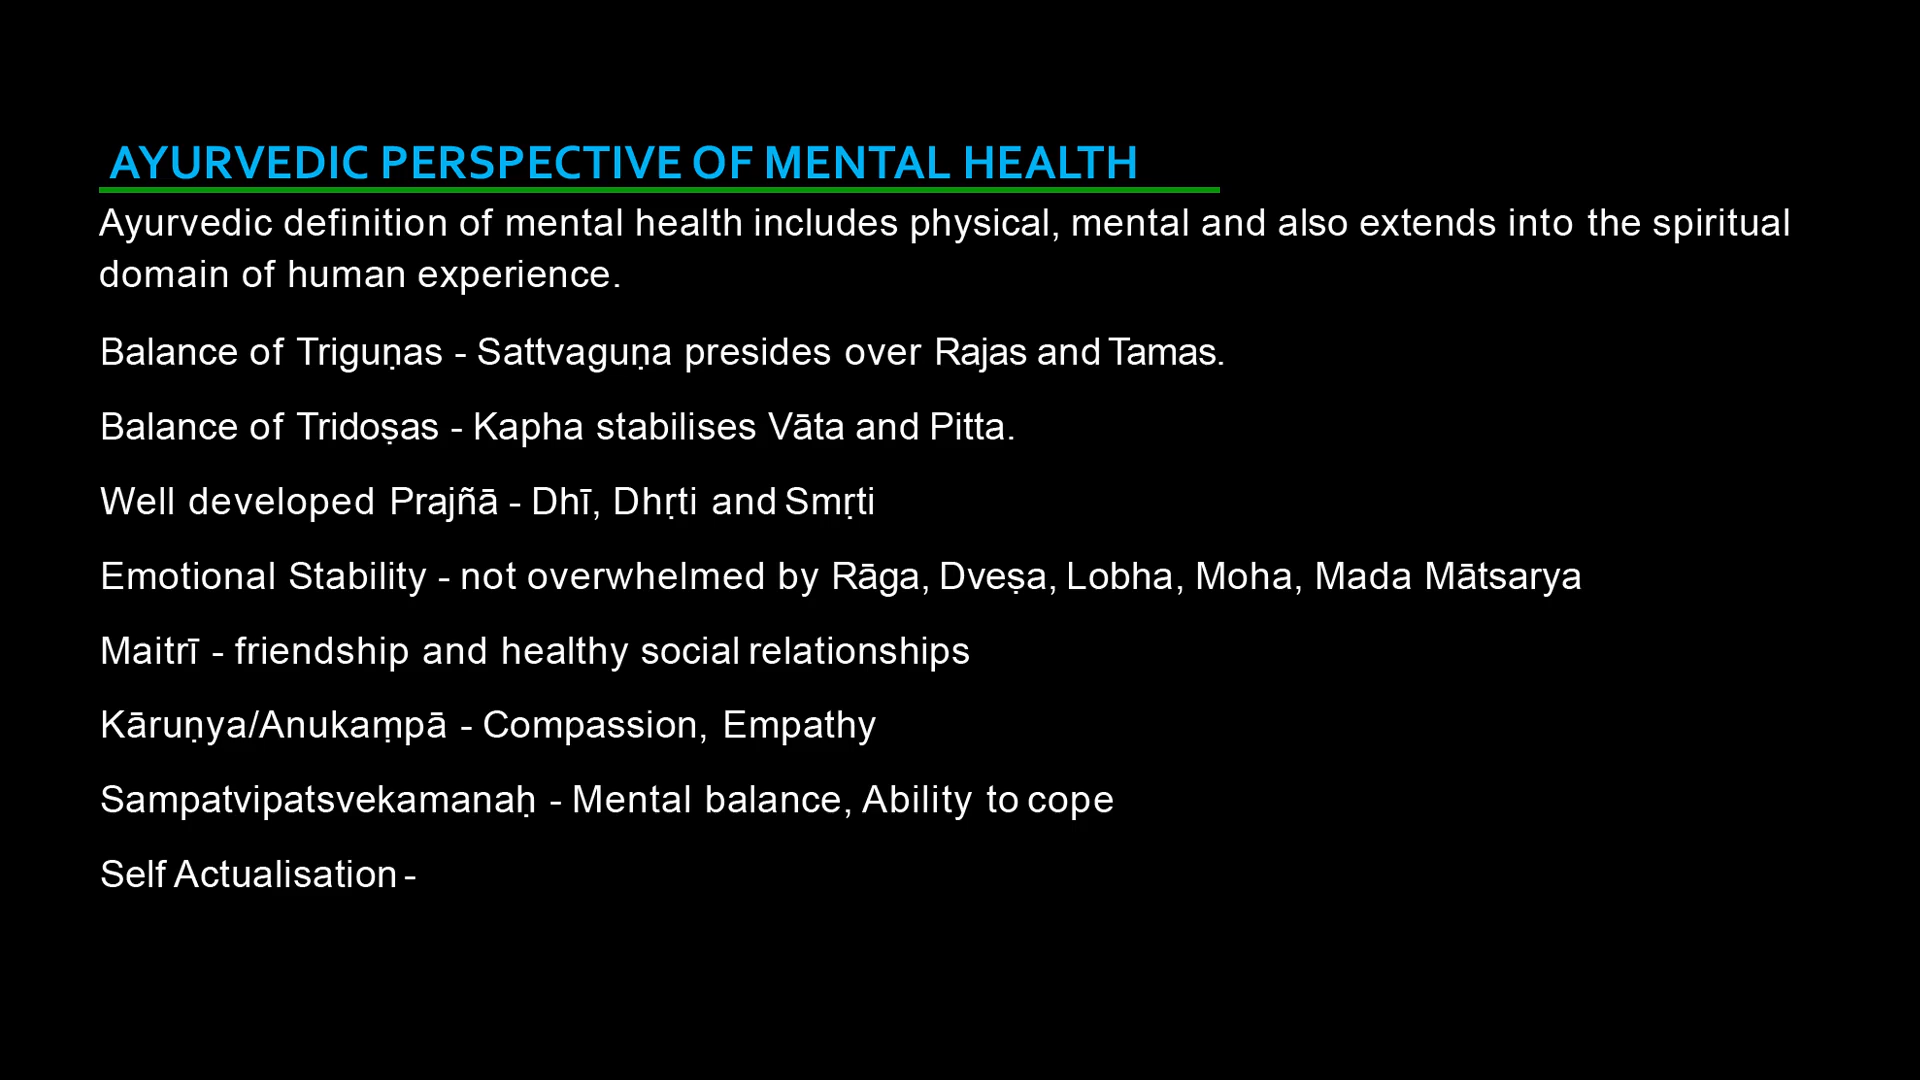 AYURVEDIC PERSPECTIVE OF MENTAL HEALTH
Ayurvedic definition of mental health includes physical, mental and also extends into the spiritual
domain of human experience.
Balance of Triguṇas - Sattvaguṇa presides over Rajas and Tamas.
Balance of Tridoṣas - Kapha stabilises Vāta and Pitta.
Well developed Prajñā - Dhī, Dhṛti and Smṛti
Emotional Stability - not overwhelmed by Rāga, Dveṣa, Lobha, Moha, Mada Mātsarya
Maitrī - friendship and healthy social relationships
Kāruṇya/Anukaṃpā - Compassion, Empathy
Sampatvipatsvekamanaḥ - Mental balance, Ability to cope
Self Actualisation -